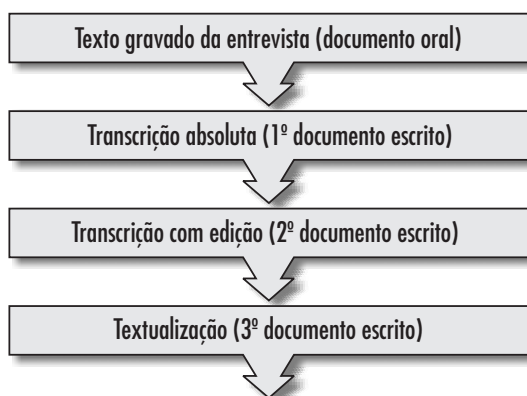 Texto gravado da entrevista (documento oral)
Transcrição absoluta (1º documento escrito)
Transcrição com edição (2º documento escrito)
Textualização (3º documento escrito)